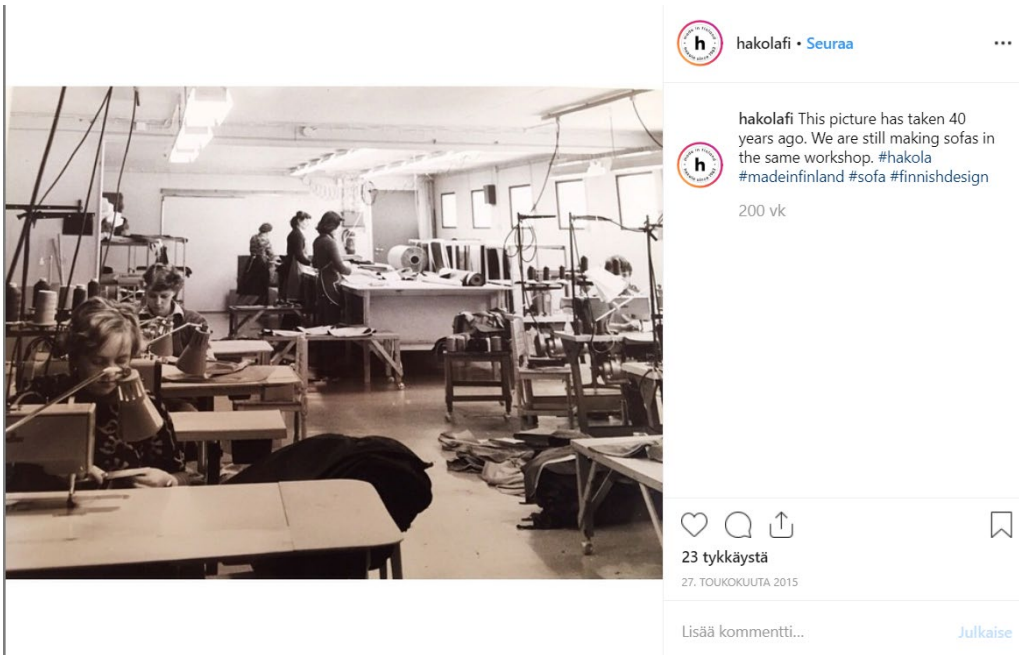 h
hakolafi • Seuraa
hakolafi This picture has taken 40
years ago. We are still making sofas in
the same workshop. #hakola
#madeinfinland #sofa #finnishdesign
200 vk
23 tykkäystä
27. TOUKOKUUTA 2015
Lisää kommentti...
Julkaise